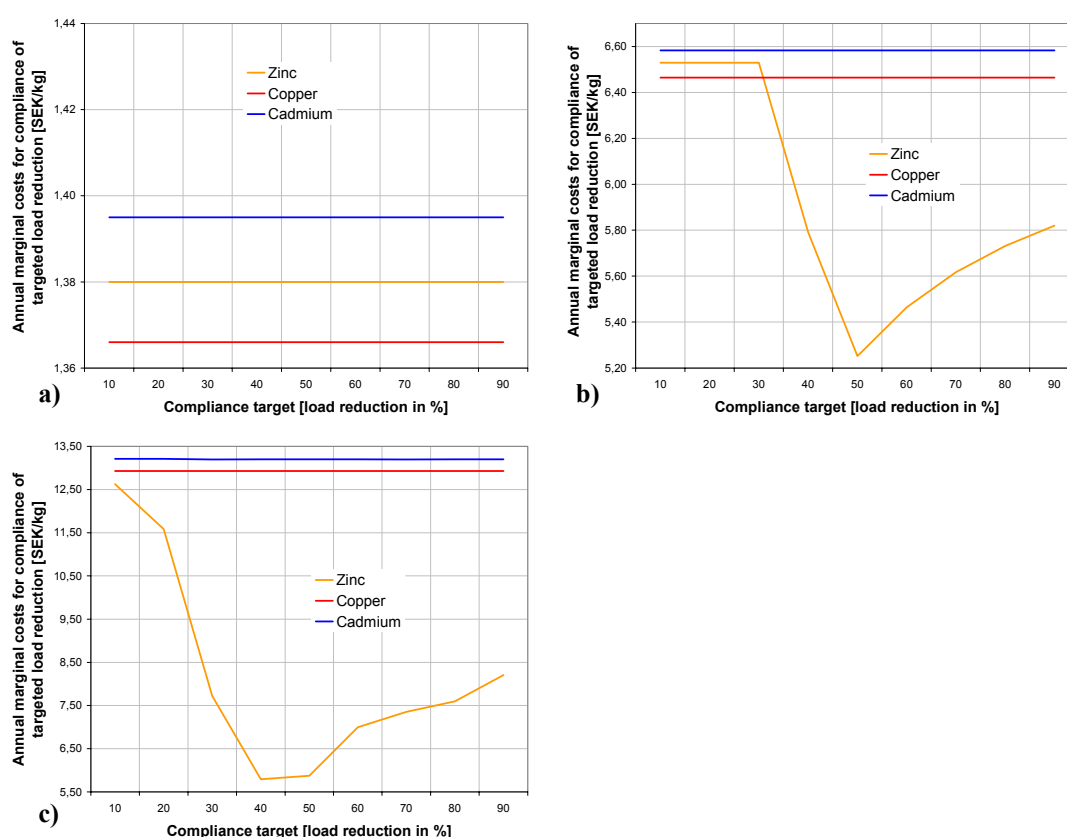 Annual marginal costs for compliance of
targeted load reduction [SEK/kg]
1,44
1,42
1,40
1,38
1,36
Zinc
Copper
Cadmium
10 20 30 40 50 60 70 80 90
Compliance target [load reduction in %]
a)
Annual marginal costs for compliance of
targeted load reduction [SEK/kg]
6,60
6,40
6,20
6,00
5,80
5,60
5,40
5,20
Zinc
Copper
Cadmium
10 20 30 40 50 60 70 80 90
Compliance target [load reduction in %]
b)
Annual marginal costs for compliance of
targeted load reduction [SEK/kg]
13,50
12,50
11,50
10,50
9,50
8,50
7,50
6,50
5,50
Zinc
Copper
Cadmium
10 20 30 40 50 60 70 80 90
Compliance target [load reduction in %]
c)